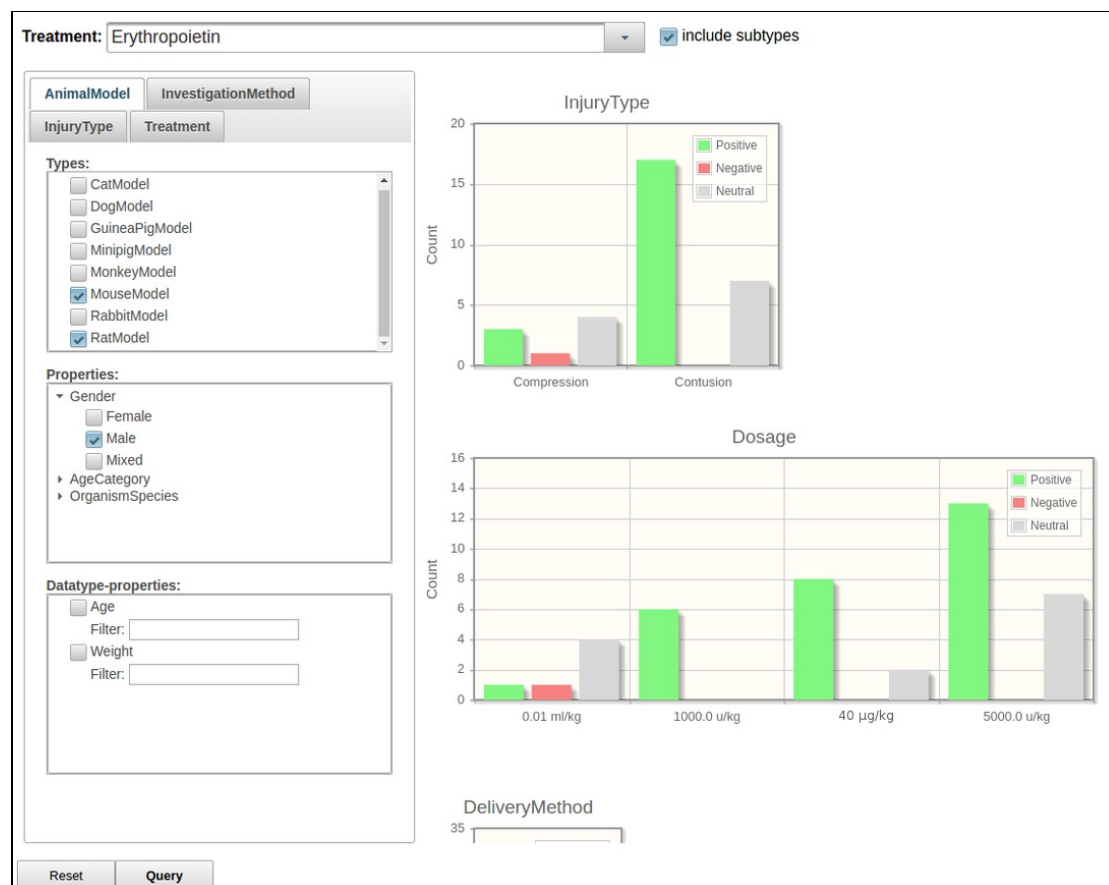 Treatment: Erythropoietin include subtypes
AnimalModel InvestigationMethod
InjuryType Treatment
Types:
CatModel
DogModel
GuineaPigModel
MinipigModel
MonkeyModel
MouseModel
RabbitModel
RatModel
Properties:
Gender
Female
Male
Mixed
AgeCategory
OrganismSpecies
Datatype-properties:
Age
Filter:
Weight
Filter:
Reset Query
InjuryType
20
15
10
5
0
Count
Positive
Negative
Neutral
Compression Contusion
Dosage
16
14
12
10
8
6
4
2
0
Count
Positive
Negative
Neutral
0.01 ml/kg 1000.0 u/kg 40 µg/kg 5000.0 u/kg
DeliveryMethod
35